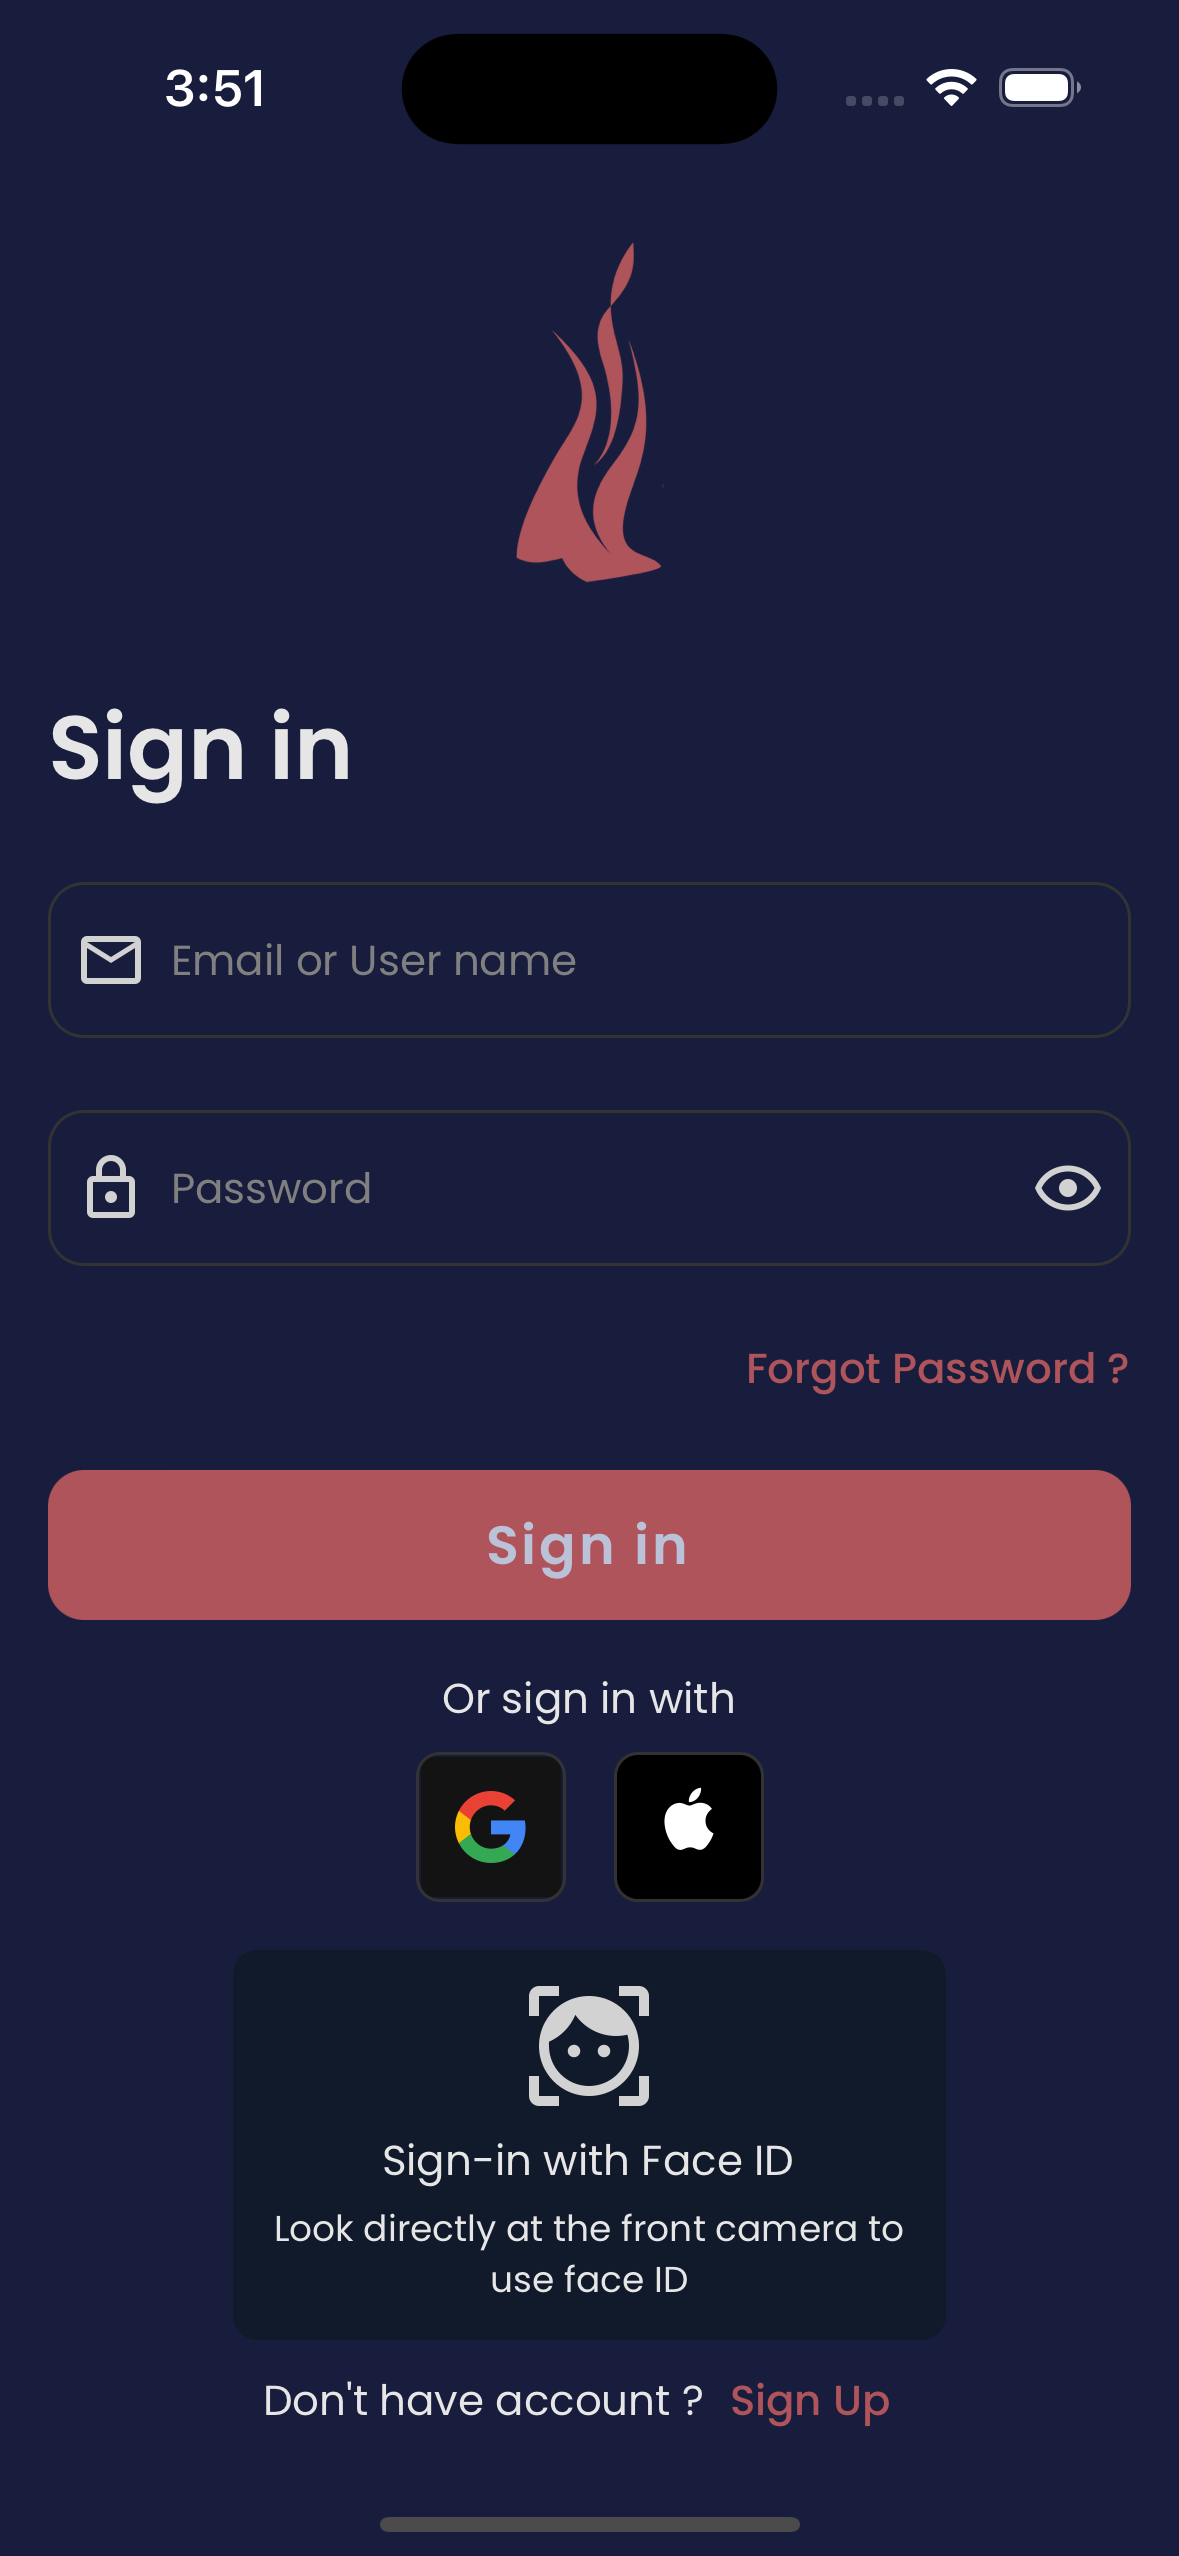 3:51
Sign in
Email or User name
Password
Forgot Password ?
Sign in
Or sign in with
Sign-in with Face ID
Look directly at the front camera to
use face ID
Don't have account ? Sign Up